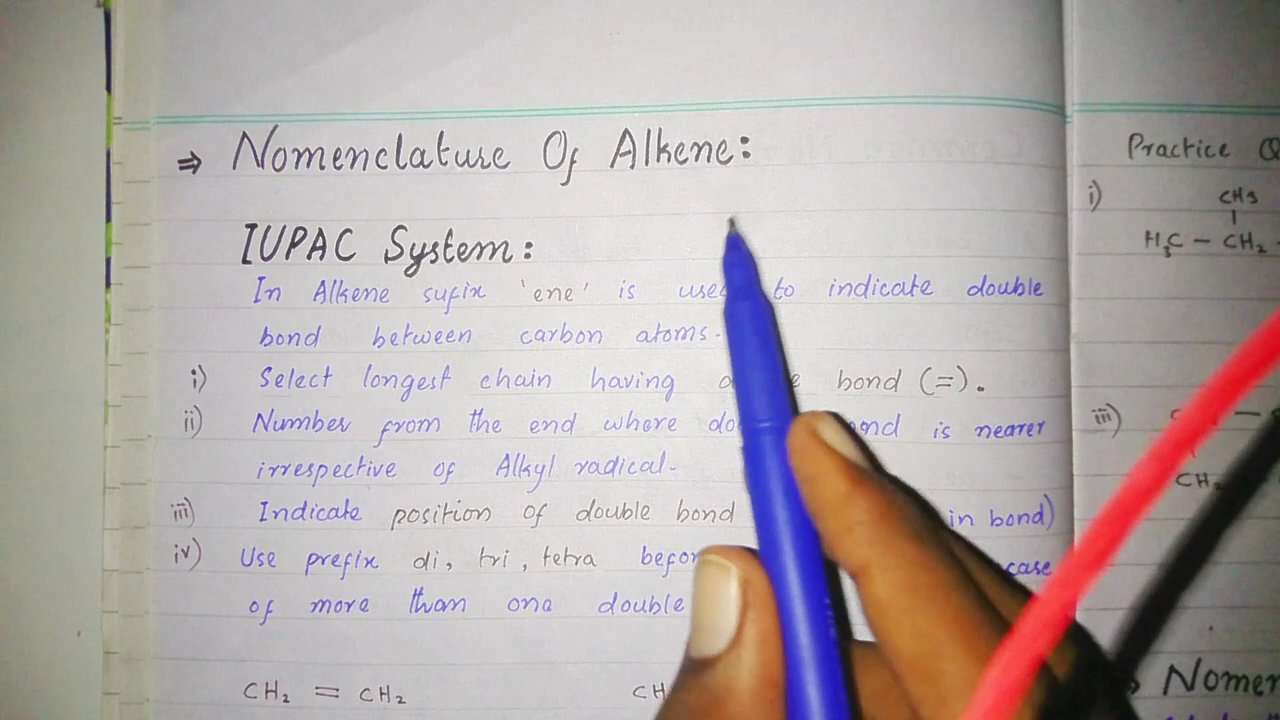 ⇒ Nomenclature Of Alkene:
IUPAC System:
In Alkene sufix 'ene' is used to indicate double
bond between carbon atoms.
i) Select longest chain having bond (=).
ii) Number from the end where bond is nearer
irrespective of Alkyl radical.
iii) Indicate position of double bond in bond)
iv) Use prefix di, tri, tetra case
of more than one double
CH₂ = CH₂
Practice
i) CH3
H₃C - CH₂
iii)
CH₂